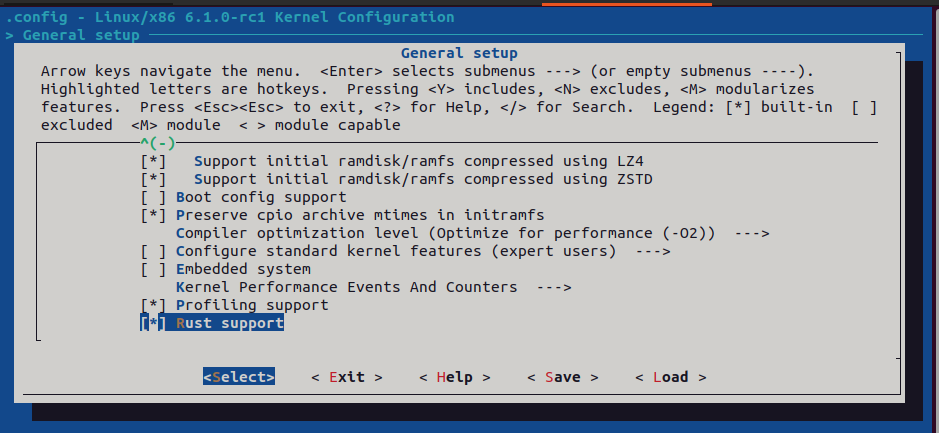 .config - Linux/x86 6.1.0-rc1 Kernel Configuration
> General setup
General setup
Arrow keys navigate the menu.  <Enter> selects submenus ---> (or empty submenus ----).
Highlighted letters are hotkeys.  Pressing <Y> includes, <N> excludes, <M> modularizes
features.  Press <Esc><Esc> to exit, <?> for Help, </> for Search.  Legend: [*] built-in  [ ]
excluded  <M> module  < > module capable
^(-)
[*]   Support initial ramdisk/ramfs compressed using LZ4
[*]   Support initial ramdisk/ramfs compressed using ZSTD
[ ] Boot config support
[*] Preserve cpio archive mtimes in initramfs
Compiler optimization level (Optimize for performance (-O2))  --->
[ ] Configure standard kernel features (expert users)  --->
[ ] Embedded system
Kernel Performance Events And Counters  --->
[*] Profiling support
[*] Rust support
<Select>    < Exit >    < Help >    < Save >    < Load >